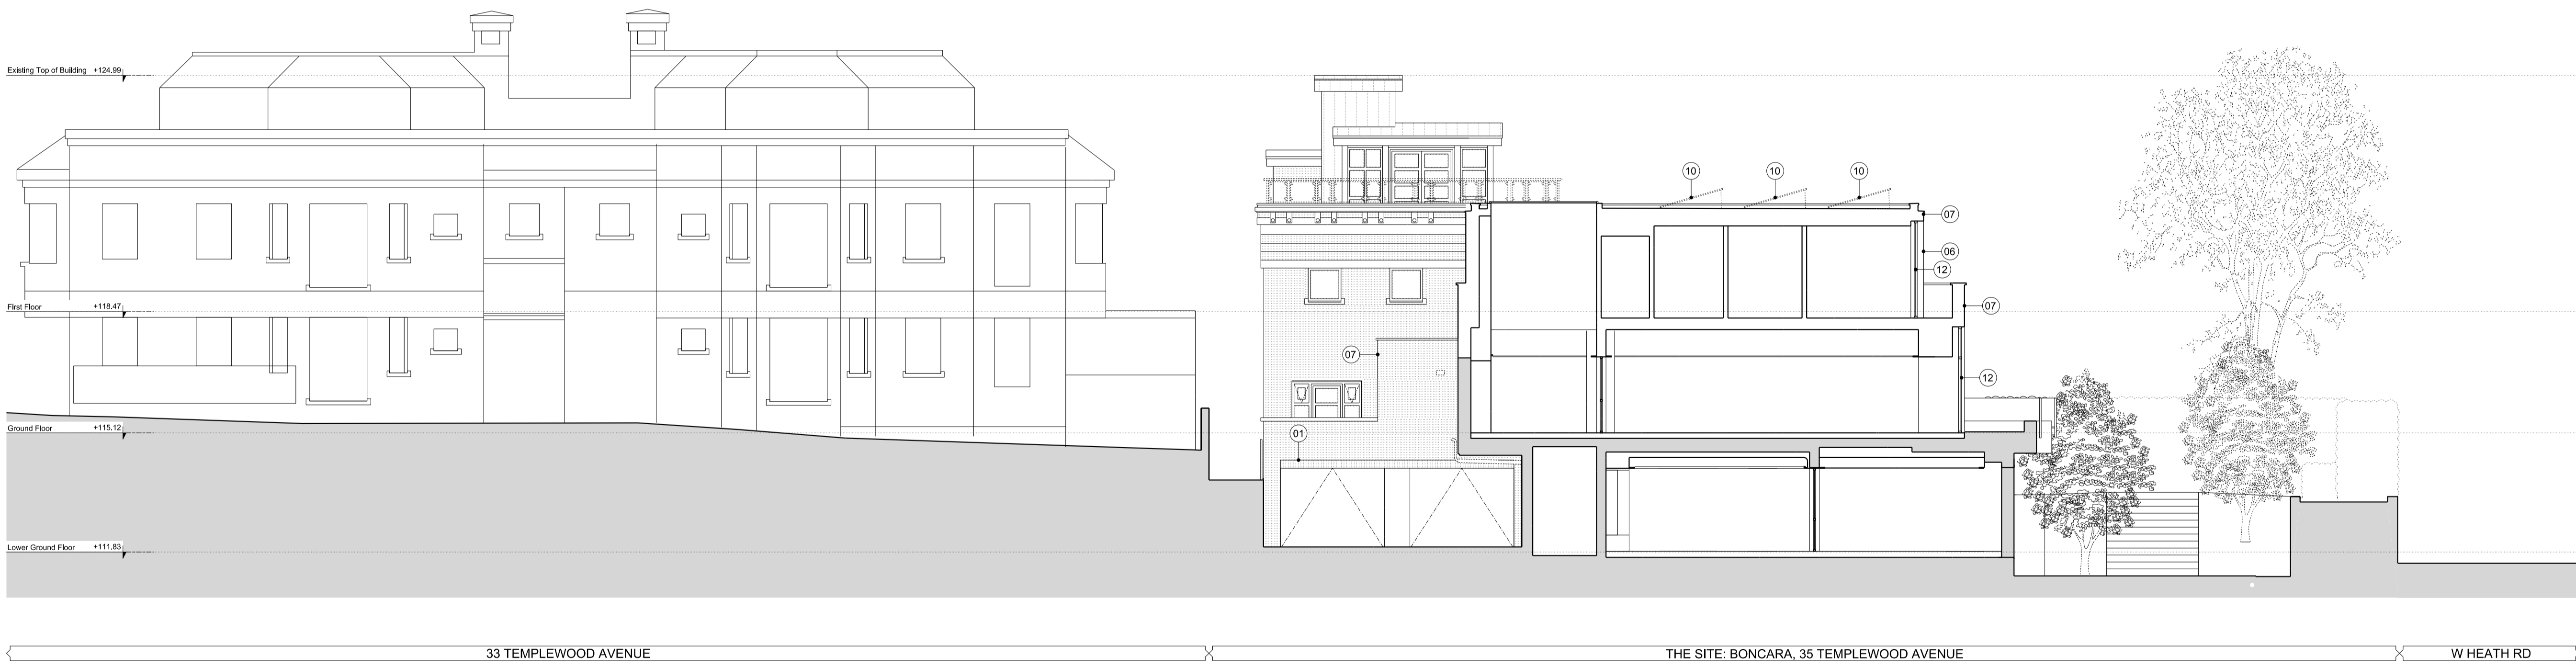 Existing Top of Building +124.99
10 10 10
07
06
12
First Floor +118.47
07
07
12
Ground Floor +115.12
01
Lower Ground Floor +111.83
33 TEMPLEWOOD AVENUE
THE SITE: BONCARA, 35 TEMPLEWOOD AVENUE
W HEATH RD